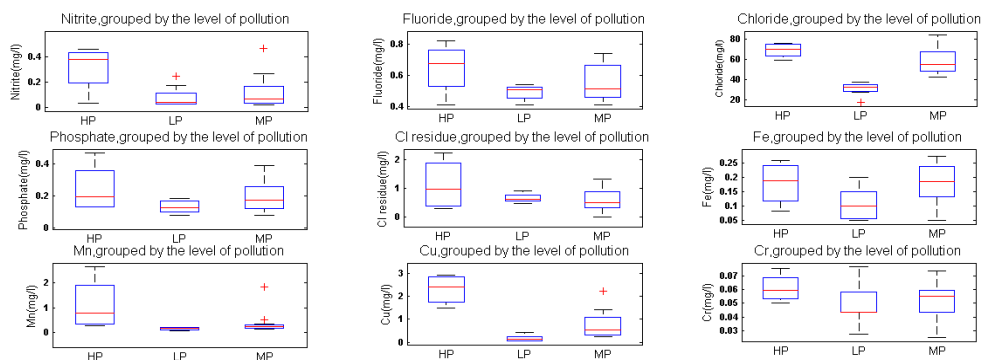 Nitrite,grouped by the level of pollution
Nitrite(mg/l)
0.4
0.2
0
HP LP MP
Fluoride,grouped by the level of pollution
Fluoride(mg/l)
0.8
0.6
0.4
HP LP MP
Chloride,grouped by the level of pollution
Chloride(mg/l)
80
60
40
20
HP LP MP
Phosphate,grouped by the level of pollution
Phosphate(mg/l)
0.4
0.2
0
HP LP MP
Cl residue,grouped by the level of pollution
Cl residue(mg/l)
2
1
0
HP LP MP
Fe,grouped by the level of pollution
Fe(mg/l)
0.25
0.2
0.15
0.1
0.05
HP LP MP
Mn,grouped by the level of pollution
Mn(mg/l)
2
1
0
HP LP MP
Cu,grouped by the level of pollution
Cu(mg/l)
3
2
1
0
HP LP MP
Cr,grouped by the level of pollution
Cr(mg/l)
0.07
0.06
0.05
0.04
0.03
HP LP MP